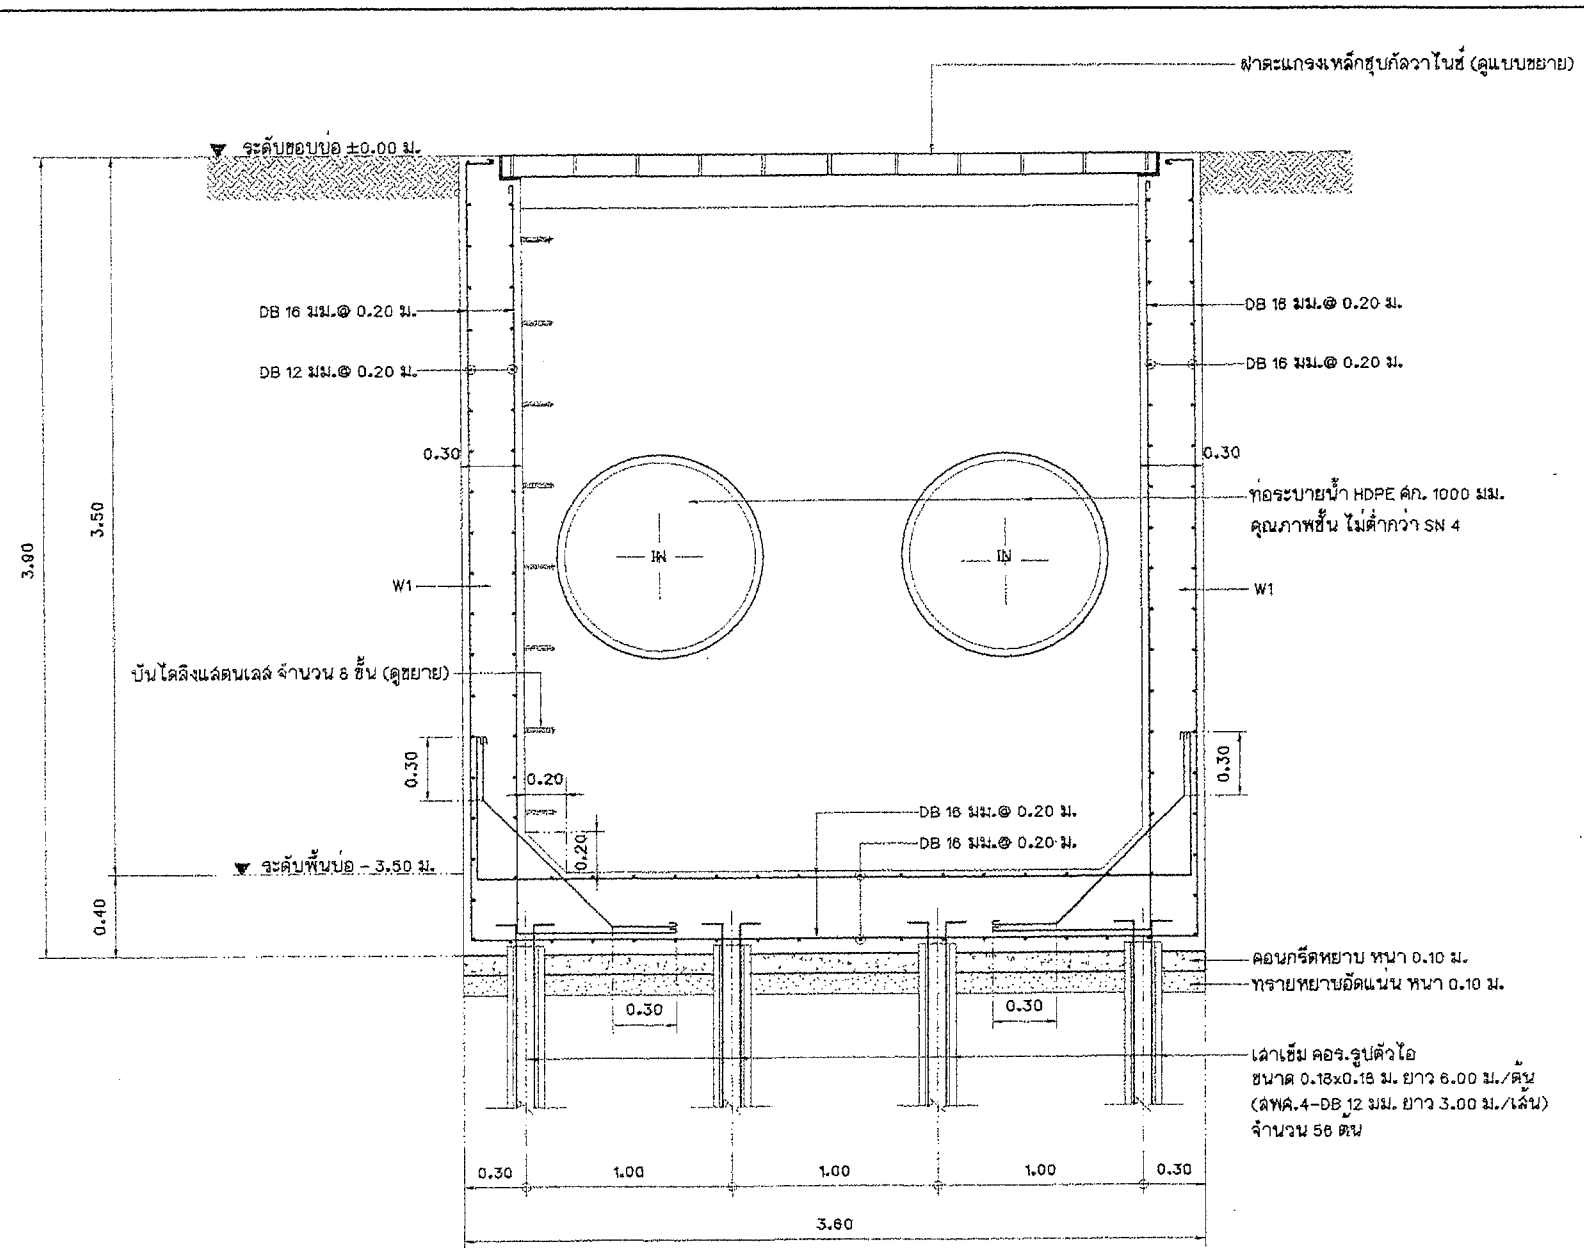 ฝาตะแกรงเหล็กชุบกัลวาไนซ์ (ดูแบบขยาย)
ระดับขอบบ่อ ±0.00 ม.
DB 16 มม.@ 0.20 ม.
DB 16 มม.@ 0.20 ม.
DB 12 มม.@ 0.20 ม.
DB 16 มม.@ 0.20 ม.
0.30
0.30
ท่อระบายน้ำ HDPE ศก. 1000 มม.
คุณภาพชั้น ไม่ต่ำกว่า SN 4
3.50
3.90
IN
IN
W1
W1
บันไดลิงแสตนเลส จำนวน 8 ขั้น (ดูขยาย)
0.30
0.30
0.20
0.20
DB 16 มม.@ 0.20 ม.
DB 16 มม.@ 0.20 ม.
ระดับพื้นบ่อ - 3.50 ม.
0.40
คอนกรีตหยาบ หนา 0.10 ม.
ทรายหยาบอัดแน่น หนา 0.10 ม.
0.30
0.30
เสาเข็ม คอร.รูปตัวไอ
ขนาด 0.18x0.18 ม. ยาว 6.00 ม./ต้น
(สพศ.4-DB 12 มม. ยาว 3.00 ม./เส้น)
จำนวน 56 ต้น
0.30
1.00
1.00
1.00
0.30
3.60